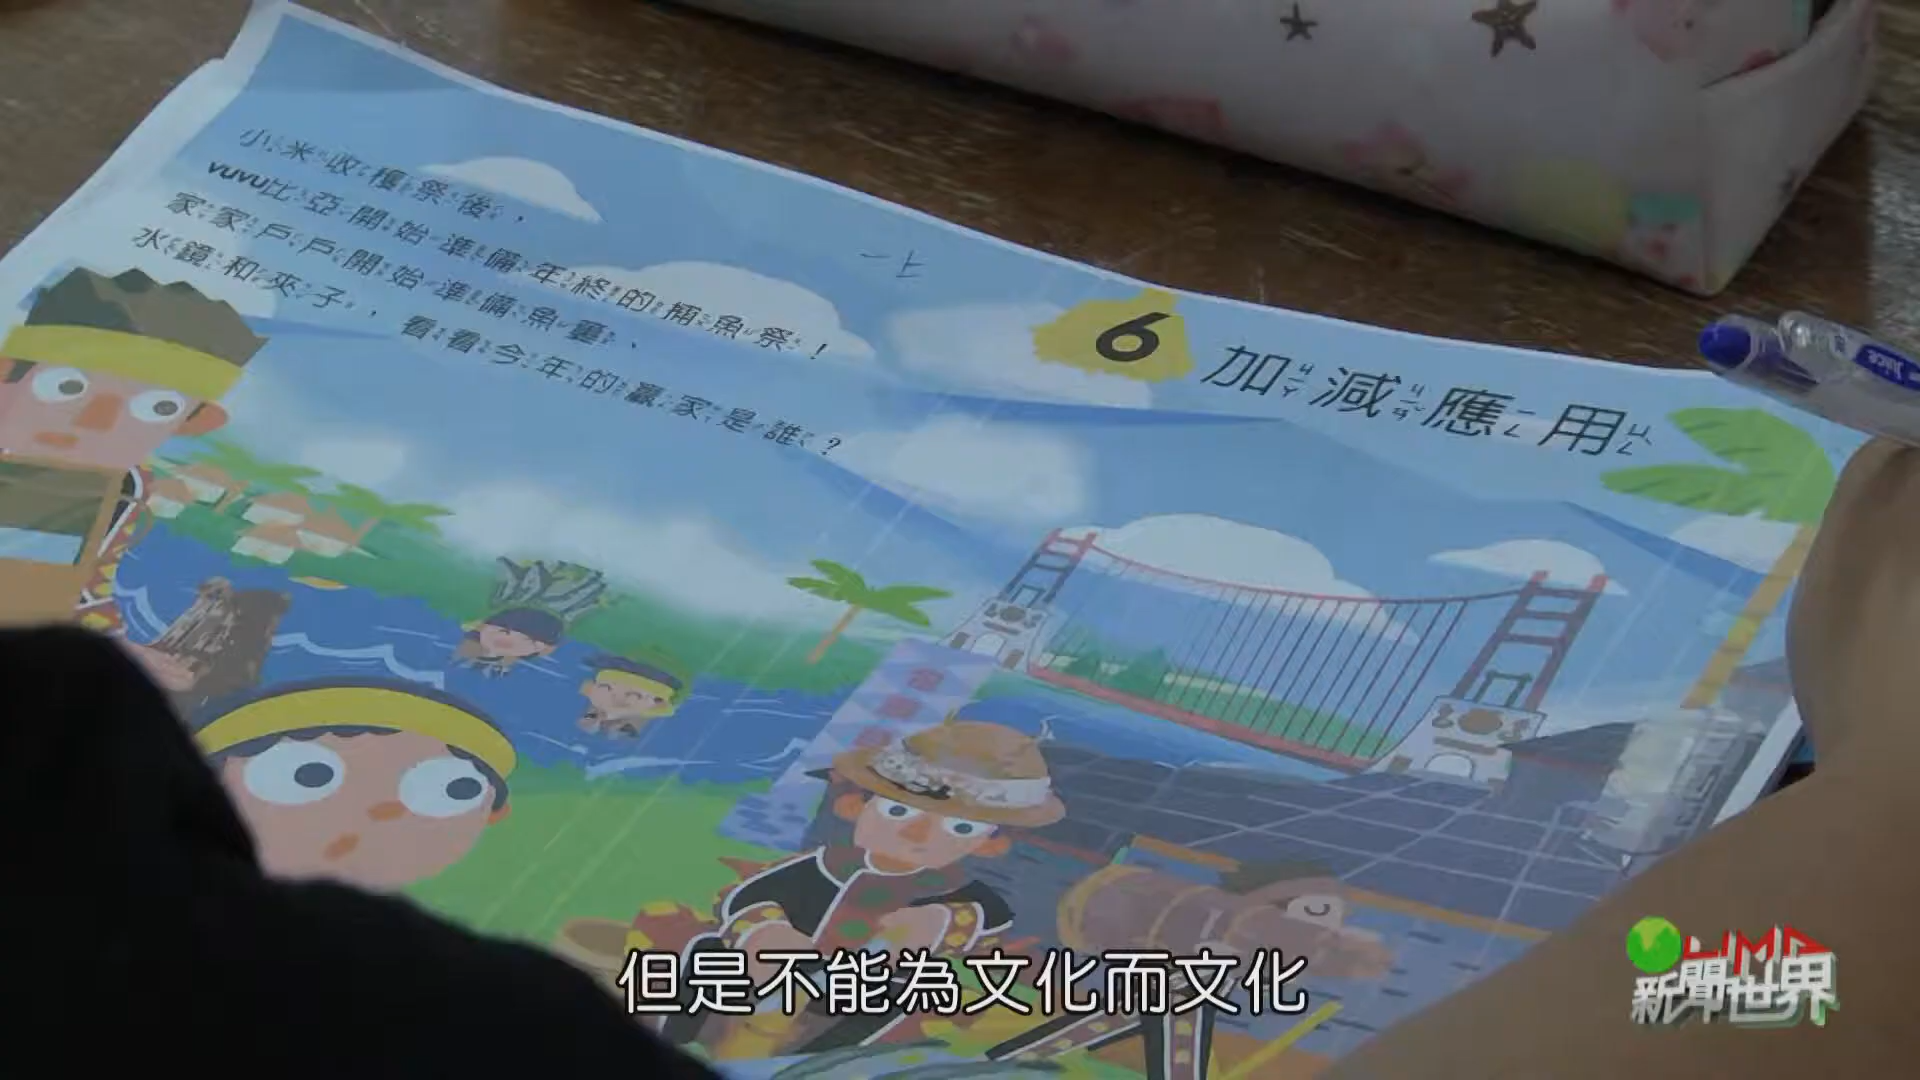 小米收穫祭後，
vuvu比亞開始準備年終的捕魚祭！
家家戶戶開始準備魚簍、
水鏡和夾子，看看今年的贏家是誰？
6 加減應用
但是不能為文化而文化
LIMA
新聞世界